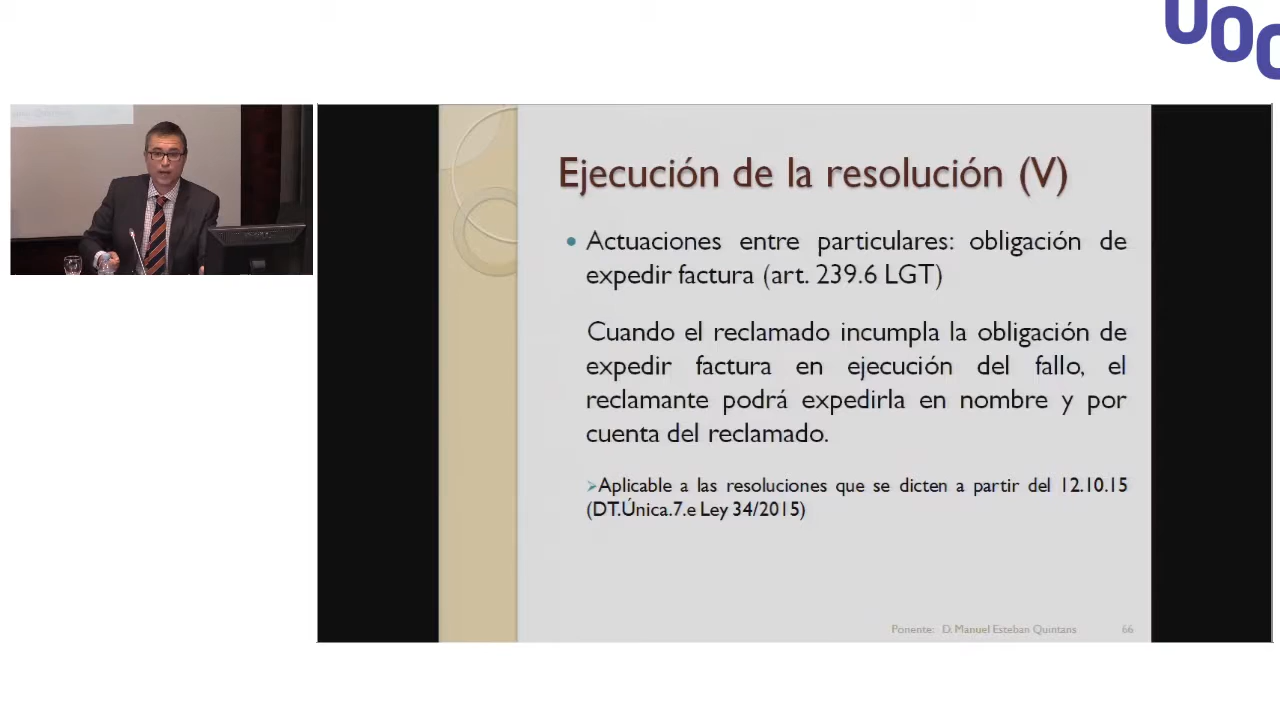 UOC
Ejecución de la resolución (V)
• Actuaciones entre particulares: obligación de
expedir factura (art. 239.6 LGT)
Cuando el reclamado incumpla la obligación de
expedir factura en ejecución del fallo, el
reclamante podrá expedirla en nombre y por
cuenta del reclamado.
➢Aplicable a las resoluciones que se dicten a partir del 12.10.15
(DT.Única.7.e Ley 34/2015)
Ponente: D. Manuel Esteban Quintans 66